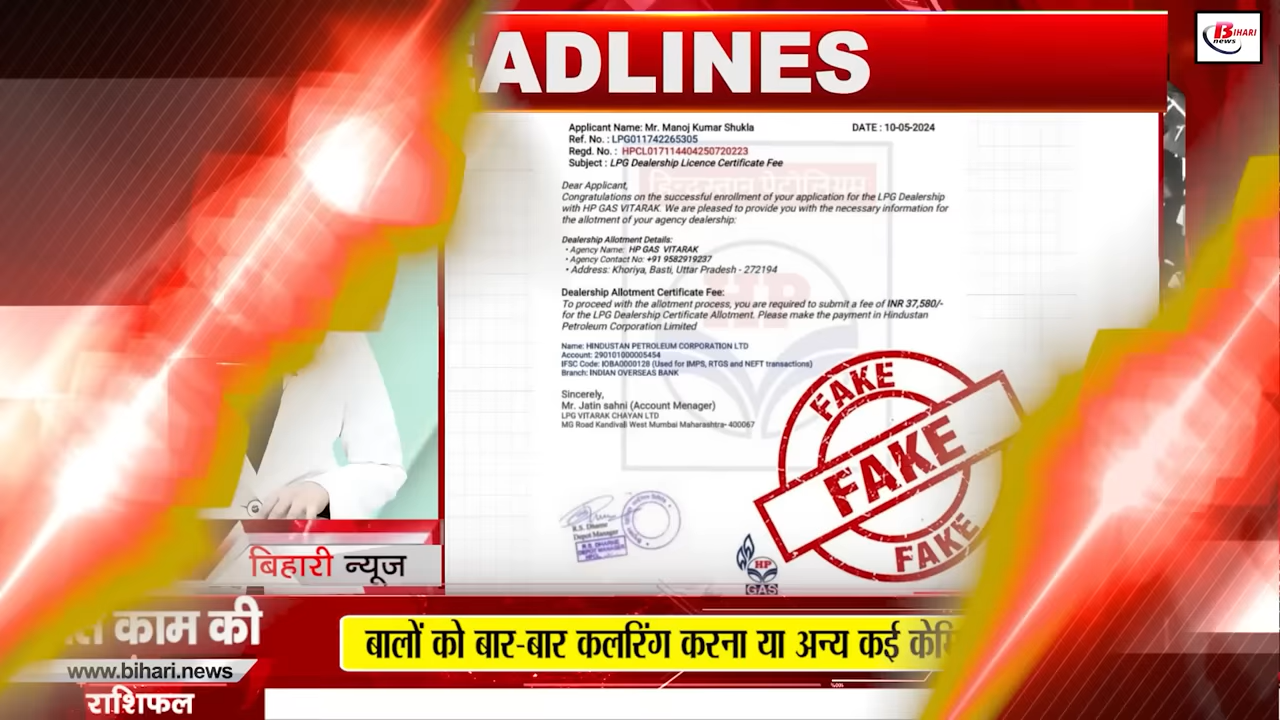 BIHARI
news
ADLINES
Applicant Name: Mr. Manoj Kumar Shukla
DATE : 10-05-2024
Ref. No. : LPG011742265305
Regd. No. : HPCL017114404250720223
Subject : LPG Dealership Licence Certificate Fee
हिन्दुस्तान पेट्रोलियम
Dear Applicant,
Congratulations on the successful enrollment of your application for the LPG Dealership
with HP GAS VITARAK. We are pleased to provide you with the necessary information for
the allotment of your agency dealership:
Dealership Allotment Details:
• Agency Name: HP GAS VITARAK
• Agency Contact No: +91 9582919237
• Address: Khoriya, Basti, Uttar Pradesh - 272194
HP
Dealership Allotment Certificate Fee:
To proceed with the allotment process, you are required to submit a fee of INR 37,580/-
for the LPG Dealership Certificate Allotment. Please make the payment in Hindustan
Petroleum Corporation Limited
Name: HINDUSTAN PETROLEUM CORPORATION LTD
Account: 290101000005454
IFSC Code: IOBA0000128 (Used for IMPS, RTGS and NEFT transactions)
Branch: INDIAN OVERSEAS BANK
Sincerely,
Mr. Jatin sahni (Account Menager)
LPG VITARAK CHAYAN LTD
MG Road Kandivali West Mumbai Maharashtra- 400067
FAKE
FAKE
FAKE
R.S. Dharne
Depot Manager
HP
GAS
बिहारी न्यूज
काम की
www.bihari.news
राशिफल
बालों को बार-बार कलरिंग करना या अन्य कई